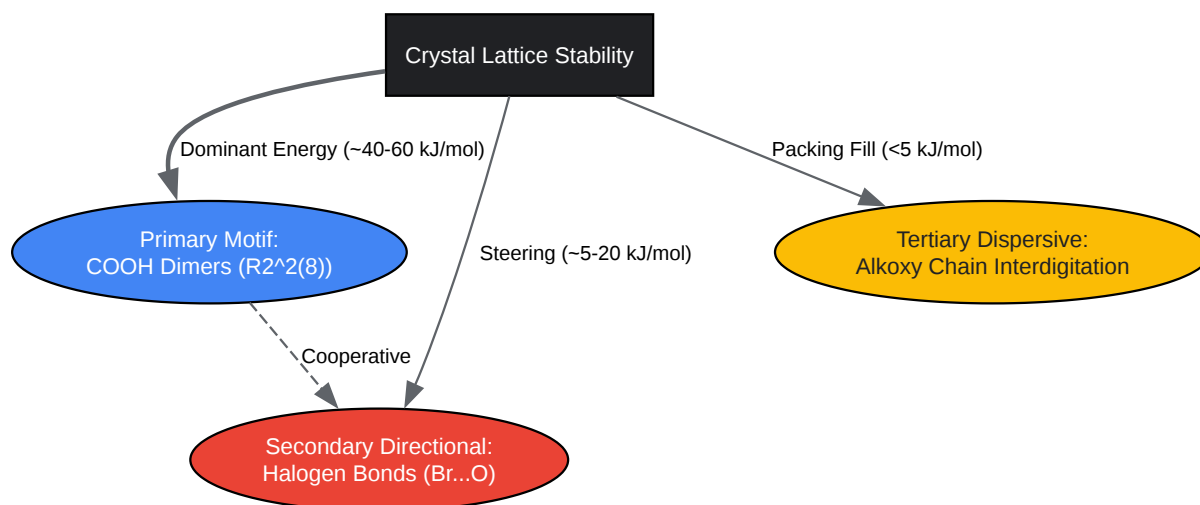 Crystal Lattice Stability
Dominant Energy (~40-60 kJ/mol)
Packing Fill (<5 kJ/mol)
Primary Motif:
COOH Dimers (R2^2(8))
Steering (~5-20 kJ/mol)
Tertiary Dispersive:
Alkoxy Chain Interdigitation
Cooperative
Secondary Directional:
Halogen Bonds (Br...O)